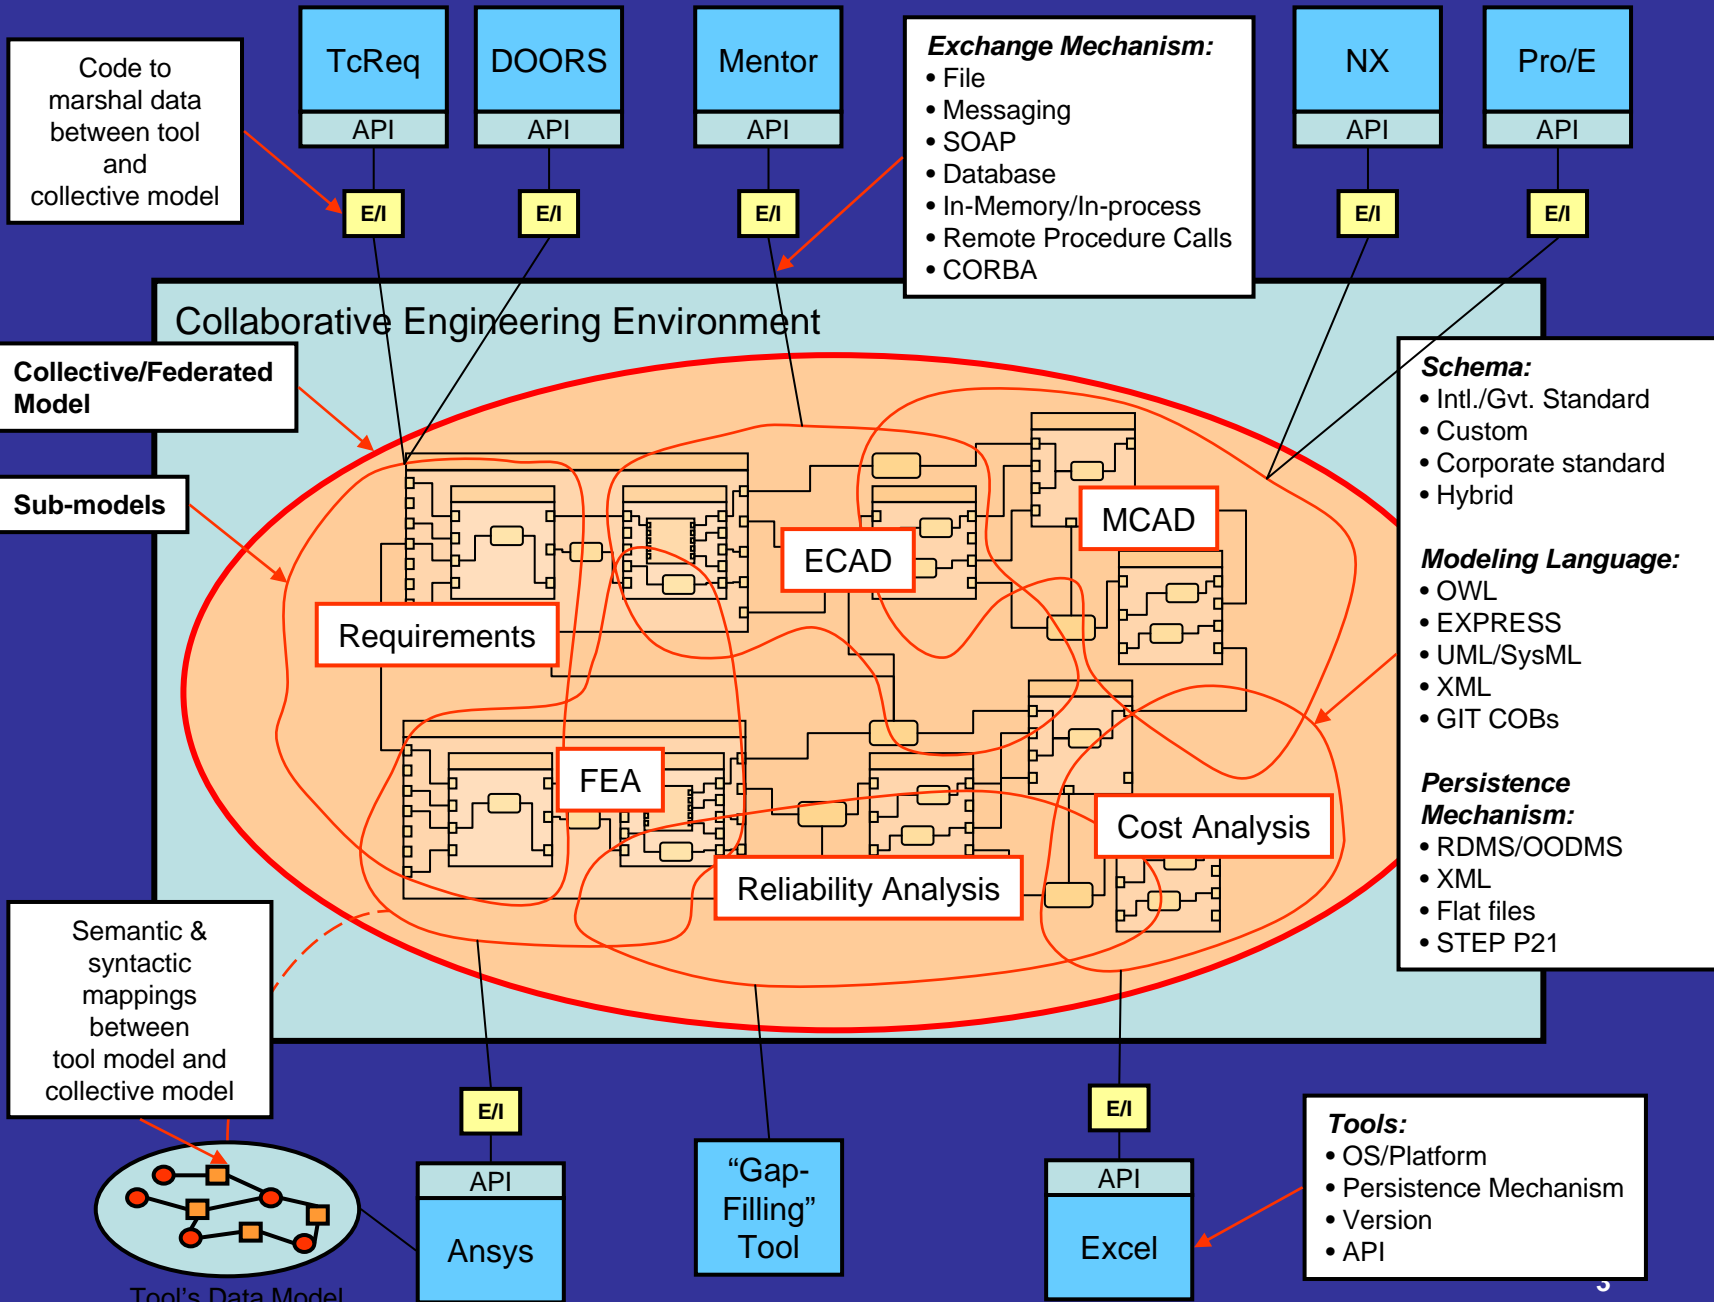 TcReq
API
E/I
DOORS
API
E/I
Mentor
API
E/I
NX
API
E/I
Pro/E
API
E/I
Code to
marshal data
between tool
and
collective model
Exchange Mechanism:
• File
• Messaging
• SOAP
• Database
• In-Memory/In-process
• Remote Procedure Calls
• CORBA
Collaborative Engineering Environment
Collective/Federated
Model
Sub-models
Schema:
• Intl./Gvt. Standard
• Custom
• Corporate standard
• Hybrid
Modeling Language:
• OWL
• EXPRESS
• UML/SysML
• XML
• GIT COBs
Persistence
Mechanism:
• RDMS/OODMS
• XML
• Flat files
• STEP P21
MCAD
ECAD
Requirements
FEA
Cost Analysis
Reliability Analysis
Semantic &
syntactic
mappings
between
tool model and
collective model
E/I
API
Ansys
“Gap-
Filling”
Tool
E/I
API
Excel
Tools:
• OS/Platform
• Persistence Mechanism
• Version
• API
Tool's Data Model
3